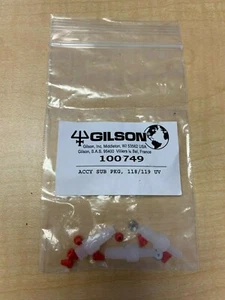 GILSON
Gilson, Inc. Middleton, WI 53562 USA
Gilson, S.A.S. 95400 Villiers le Bel, France
100749
ACCY SUB PKG, 118/119 UV